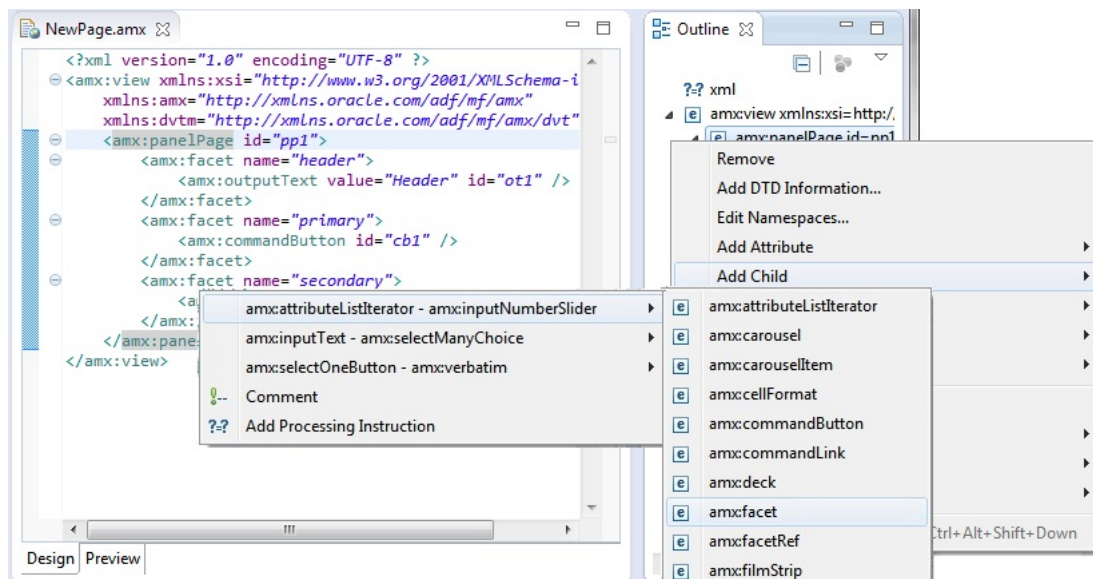 NewPage.amx
<?xml version="1.0" encoding="UTF-8" ?>
<amx:view xmlns:xsi="http://www.w3.org/2001/XMLSchema-i
xmlns:amx="http://xmlns.oracle.com/adf/mf/amx"
xmlns:dvtm="http://xmlns.oracle.com/adf/mf/amx/dvt"
<amx:panelPage id="pp1">
<amx:facet name="header">
<amx:outputText value="Header" id="ot1" />
</amx:facet>
<amx:facet name="primary">
<amx:commandButton id="cb1" />
</amx:facet>
<amx:facet name="secondary">
</amx:
</amx:pane
</amx:view>
Design Preview
Outline
?=? xml
e amx:view xmlns:xsi=http:/
e amx:panelPage id=pp1
Remove
Add DTD Information...
Edit Namespaces...
Add Attribute
Add Child
Ctrl+Alt+Shift+Down
amx:attributeListIterator - amx:inputNumberSlider
amx:inputText - amx:selectManyChoice
amx:selectOneButton - amx:verbatim
!-- Comment
?=? Add Processing Instruction
e amx:attributeListIterator
e amx:carousel
e amx:carouselItem
e amx:cellFormat
e amx:commandButton
e amx:commandLink
e amx:deck
e amx:facet
e amx:facetRef
e amx:filmStrip